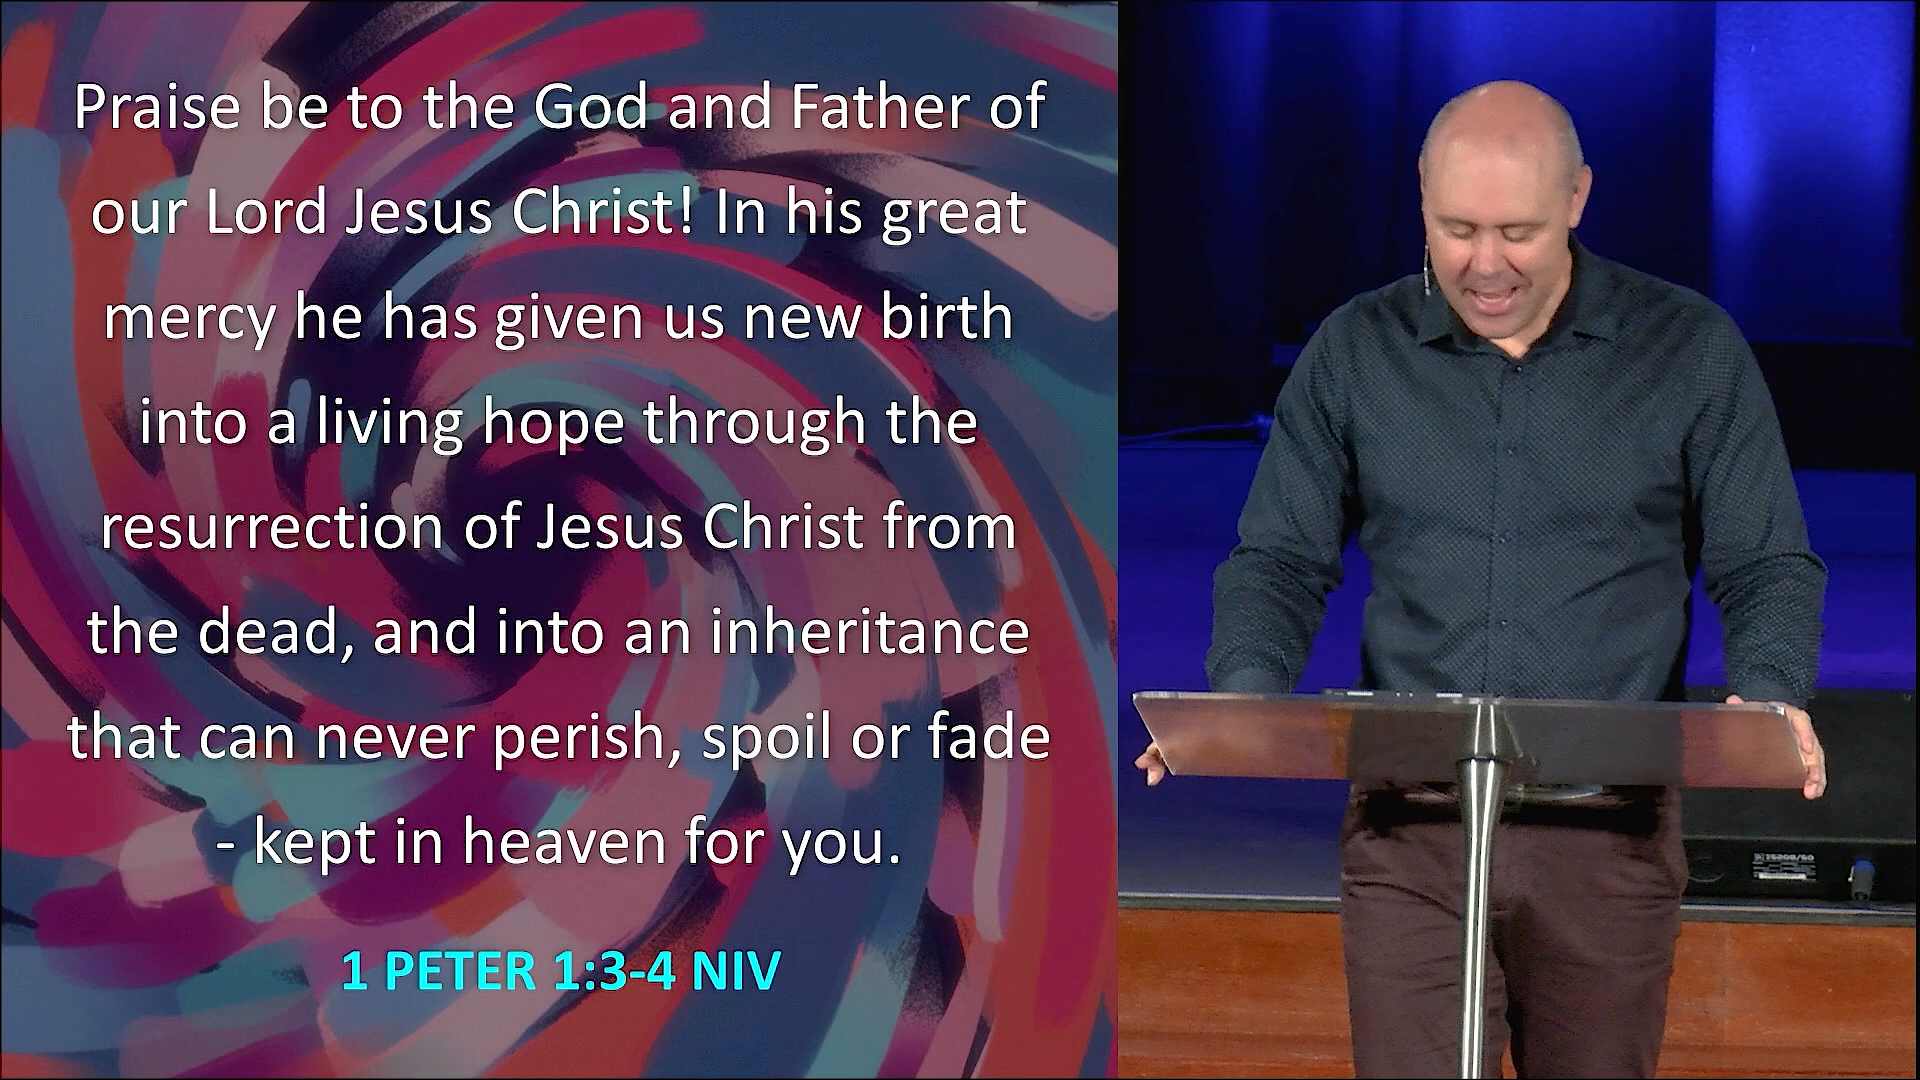 Praise be to the God and Father of
our Lord Jesus Christ! In his great
mercy he has given us new birth
into a living hope through the
resurrection of Jesus Christ from
the dead, and into an inheritance
that can never perish, spoil or fade
- kept in heaven for you.
1 PETER 1:3-4 NIV